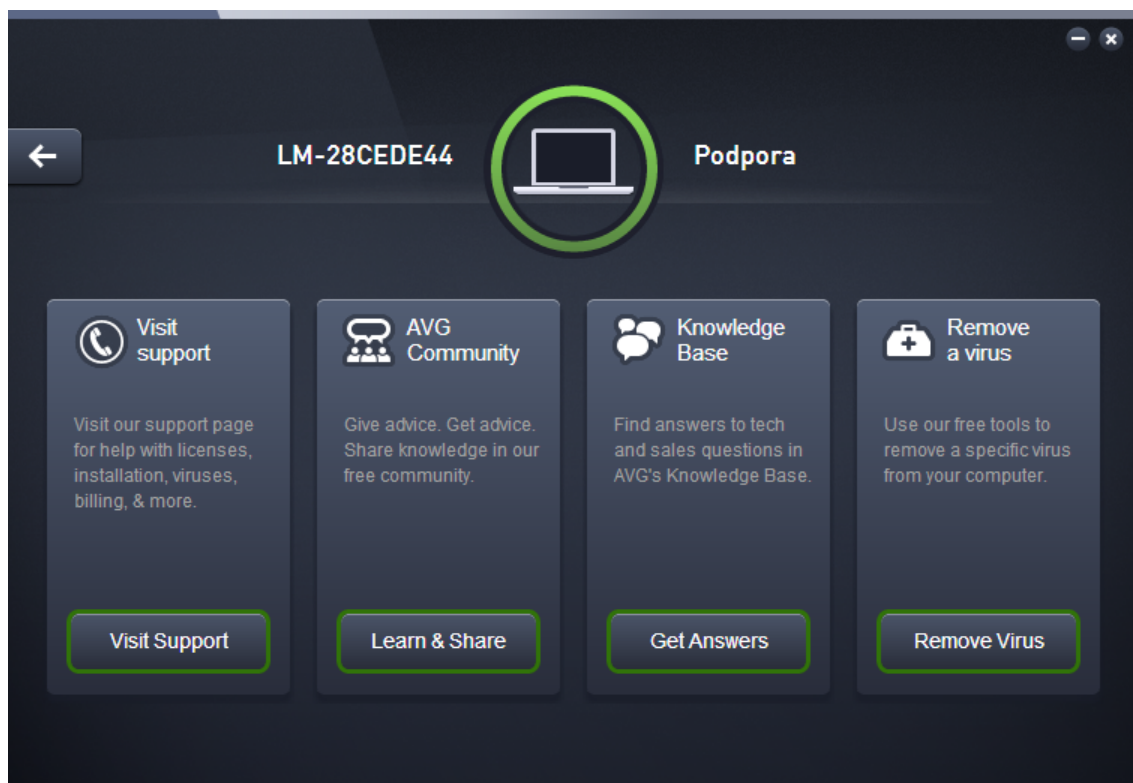 LM-28CEDE44
Podpora
Visit
support
Visit our support page
for help with licenses,
installation, viruses,
billing, & more.
Visit Support
AVG
Community
Give advice. Get advice.
Share knowledge in our
free community.
Learn & Share
Knowledge
Base
Find answers to tech
and sales questions in
AVG's Knowledge Base.
Get Answers
Remove
a virus
Use our free tools to
remove a specific virus
from your computer.
Remove Virus